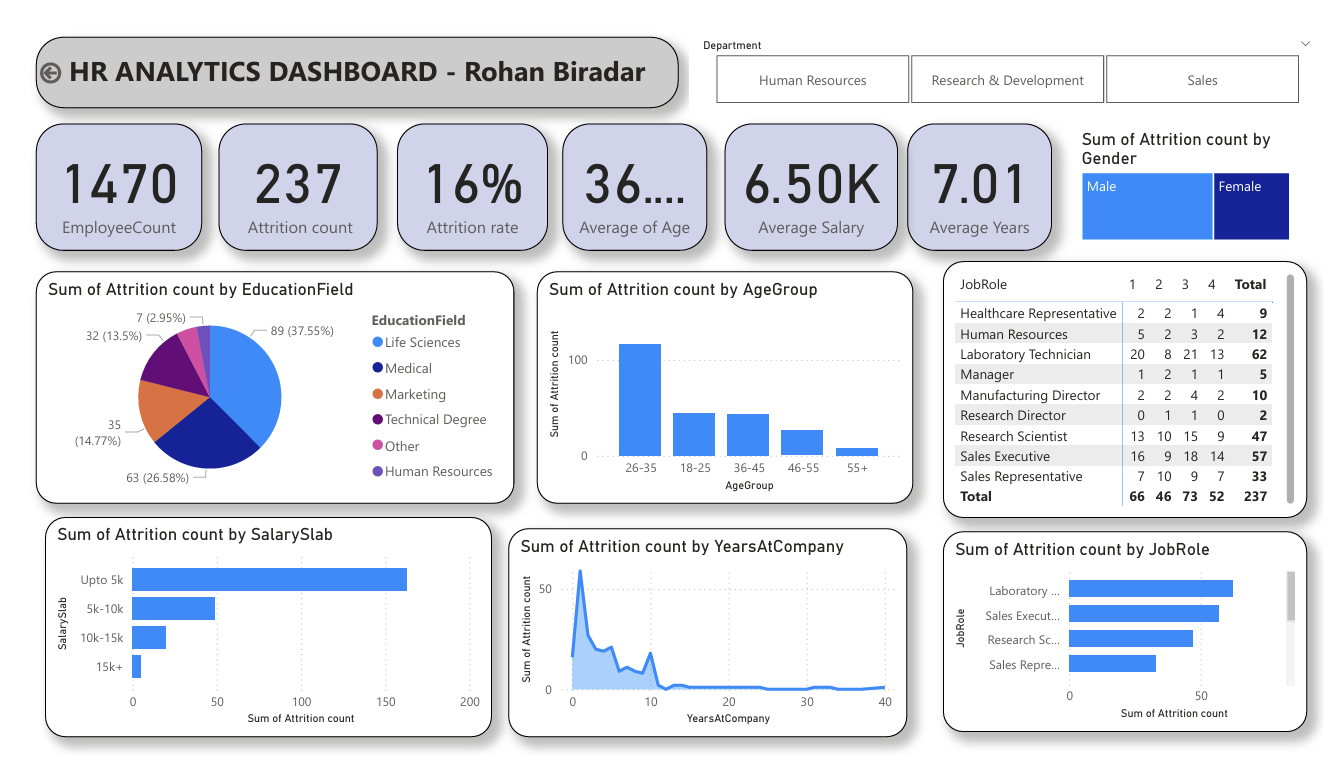 HR ANALYTICS DASHBOARD - Rohan Biradar
Department
Human Resources
Research & Development
Sales
1470
EmployeeCount
237
Attrition count
16%
Attrition rate
36....
Average of Age
6.50K
Average Salary
7.01
Average Years
Sum of Attrition count by
Gender
Male
Female
Sum of Attrition count by EducationField
7 (2.95%)
32 (13.5%)
89 (37.55%)
35
(14.77%)
63 (26.58%)
EducationField
Life Sciences
Medical
Marketing
Technical Degree
Other
Human Resources
Sum of Attrition count by AgeGroup
Sum of Attrition count
100
0
26-35 18-25 36-45 46-55 55+
AgeGroup
JobRole 1 2 3 4 Total
Healthcare Representative 2 2 1 4 9
Human Resources 5 2 3 2 12
Laboratory Technician 20 8 21 13 62
Manager 1 2 1 1 5
Manufacturing Director 2 2 4 2 10
Research Director 0 1 1 0 2
Research Scientist 13 10 15 9 47
Sales Executive 16 9 18 14 57
Sales Representative 7 10 9 7 33
Total 66 46 73 52 237
Sum of Attrition count by SalarySlab
SalarySlab
Upto 5k
5k-10k
10k-15k
15k+
0 50 100 150 200
Sum of Attrition count
Sum of Attrition count by YearsAtCompany
Sum of Attrition count
50
0
0 10 20 30 40
YearsAtCompany
Sum of Attrition count by JobRole
JobRole
Laboratory ...
Sales Execut...
Research Sc...
Sales Repre...
0 50
Sum of Attrition count